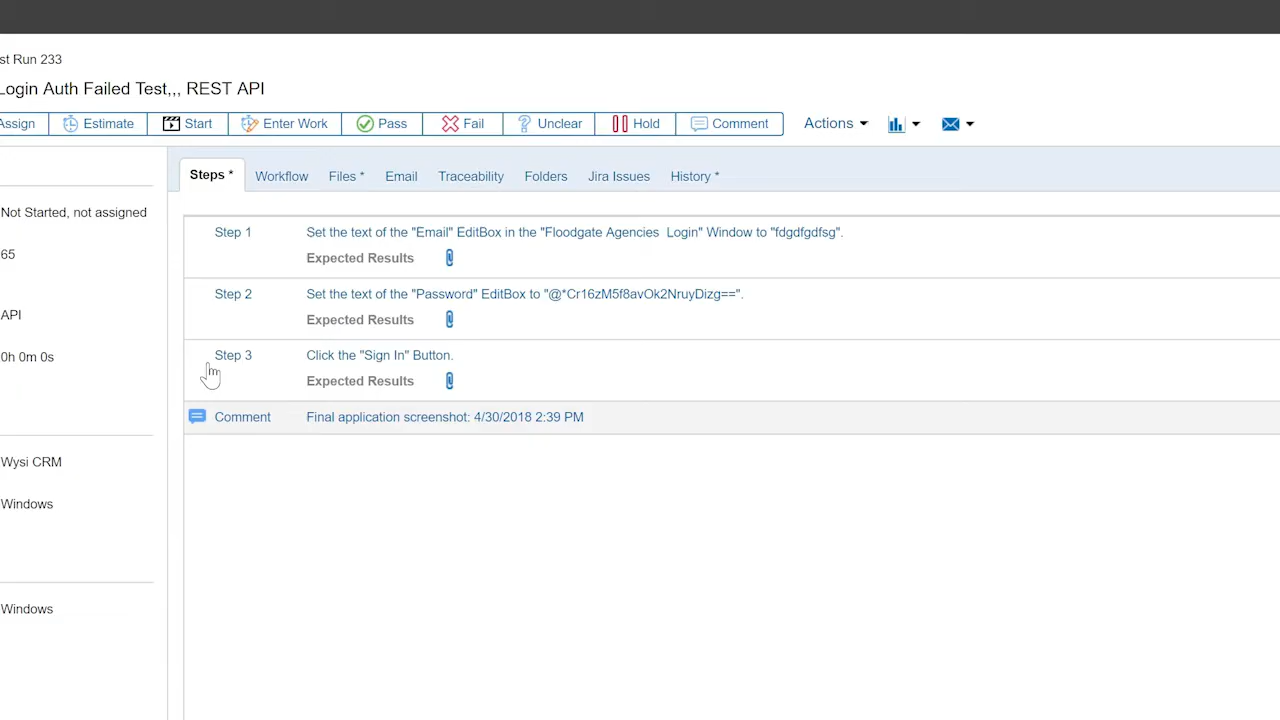 st Run 233
Login Auth Failed Test,,, REST API
Assign Estimate Start Enter Work Pass Fail Unclear Hold Comment Actions
Steps * Workflow Files * Email Traceability Folders Jira Issues History *
Not Started, not assigned
65
API
0h 0m 0s
Wysi CRM
Windows
Windows
Step 1 Set the text of the "Email" EditBox in the "Floodgate Agencies  Login" Window to "fdgdfgdfsg".
Expected Results
Step 2 Set the text of the "Password" EditBox to "@*Cr16zM5f8avOk2NruyDizg==".
Expected Results
Step 3 Click the "Sign In" Button.
Expected Results
Comment Final application screenshot: 4/30/2018 2:39 PM